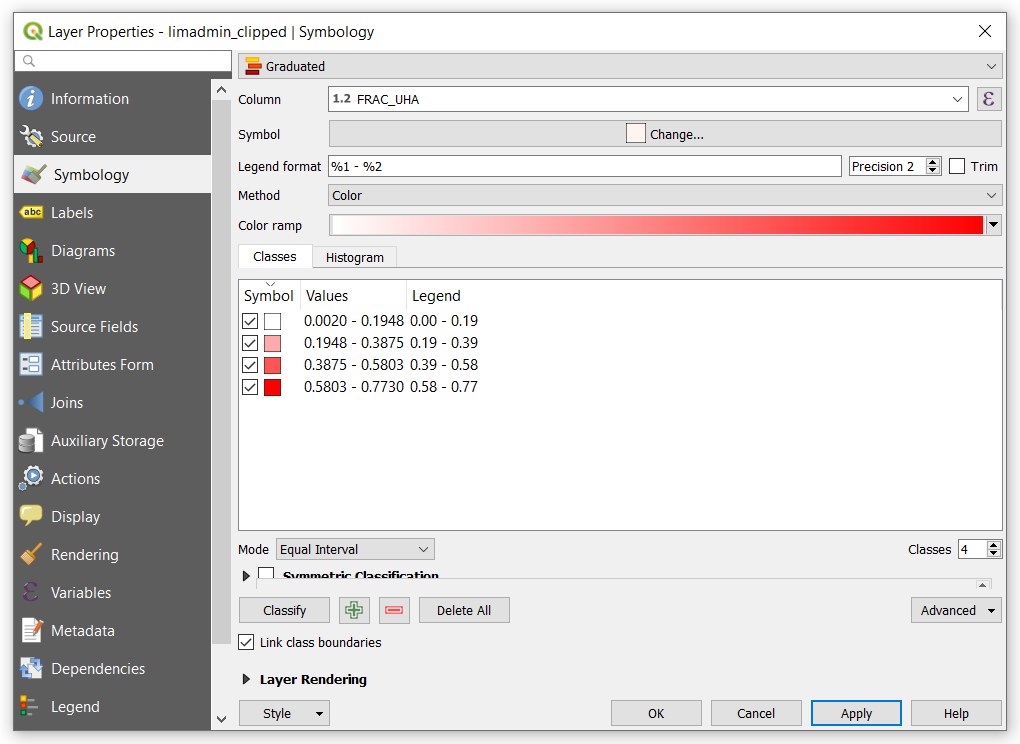 Layer Properties - limadmin_clipped | Symbology
Information
Source
Symbology
abc Labels
Diagrams
3D View
Source Fields
Attributes Form
Joins
Auxiliary Storage
Actions
Display
Rendering
ε Variables
Metadata
Dependencies
Legend
Graduated
Column 1.2 FRAC_UHA ε
Symbol Change...
Legend format %1 - %2 Precision 2 Trim
Method Color
Color ramp
Classes Histogram
Symbol Values Legend
0.0020 - 0.1948 0.00 - 0.19
0.1948 - 0.3875 0.19 - 0.39
0.3875 - 0.5803 0.39 - 0.58
0.5803 - 0.7730 0.58 - 0.77
Mode Equal Interval Classes 4
Symmetric Classification
Classify Delete All Advanced
Link class boundaries
Layer Rendering
Style OK Cancel Apply Help